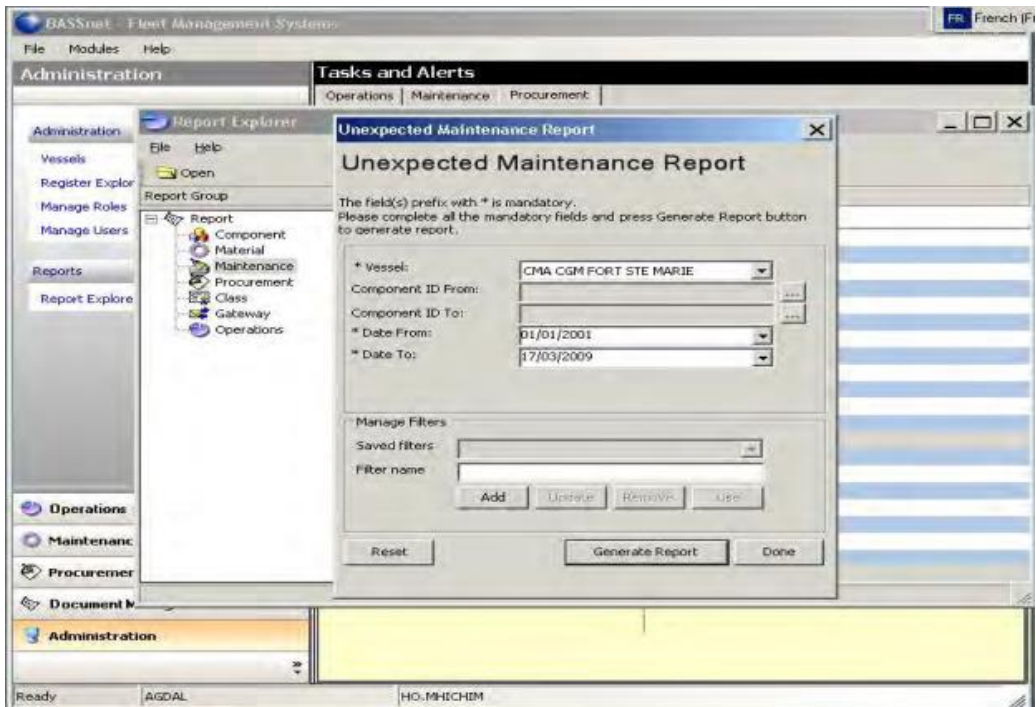 BASSnet - Fleet Management Systems
FR French (Fr
File Modules Help
Administration
Tasks and Alerts
Operations Maintenance Procurement
Administration
Vessels
Register Explor
Manage Roles
Manage Users
Reports
Report Explore
Report Explorer
File Help
Open
Report Group
Report
Component
Material
Maintenance
Procurement
Class
Gateway
Operations
Unexpected Maintenance Report
Unexpected Maintenance Report
The field(s) prefix with * is mandatory.
Please complete all the mandatory fields and press Generate Report button
to generate report.
* Vessel: CMA CGM FORT STE MARIE
Component ID From: ...
Component ID To: ...
* Date From: 01/01/2001
* Date To: 17/03/2009
Manage Filters
Saved filters
Filter name
Add Update Remove Use
Reset Generate Report Done
Operations
Maintenanc
Procuremer
Document M
Administration
Ready AGDAL HO.MHICHIM